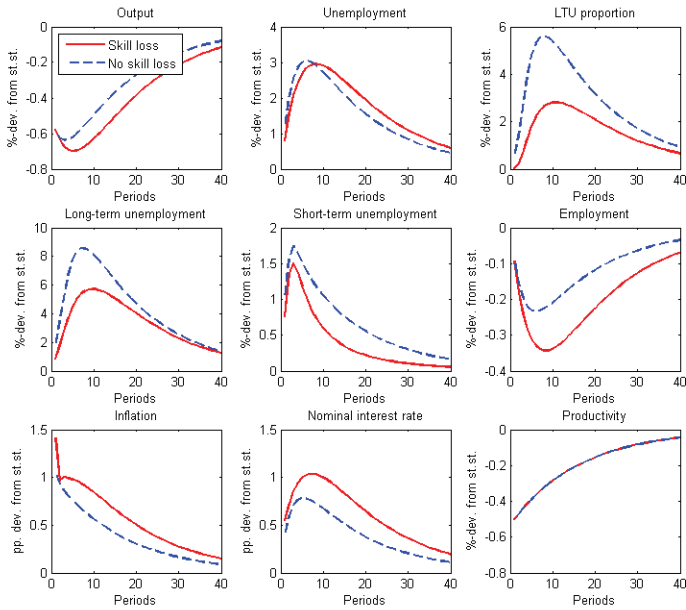 Output
Unemployment
LTU proportion
%-dev. from st.st.
0
-0.2
-0.4
-0.6
-0.8
Skill loss
No skill loss
0 10 20 30 40
Periods
%-dev. from st.st.
4
3
2
1
0
0 10 20 30 40
Periods
%-dev. from st.st.
6
4
2
0
0 10 20 30 40
Periods
Long-term unemployment
Short-term unemployment
Employment
%-dev. from st.st.
10
8
6
4
2
0
0 10 20 30 40
Periods
%-dev. from st.st.
2
1.5
1
0.5
0
0 10 20 30 40
Periods
%-dev. from st.st.
0
-0.1
-0.2
-0.3
-0.4
0 10 20 30 40
Periods
Inflation
Nominal interest rate
Productivity
pp. dev. from st.st.
1.5
1
0.5
0
0 10 20 30 40
Periods
pp. dev. from st.st.
1.5
1
0.5
0
0 10 20 30 40
Periods
%-dev. from st.st.
0
-0.2
-0.4
-0.6
-0.8
0 10 20 30 40
Periods